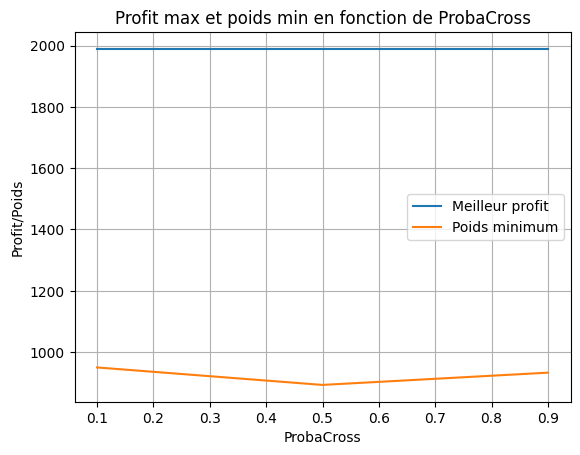 Profit max et poids min en fonction de ProbaCross
2000
1800
1600
1400
1200
1000
Profit/Poids
Meilleur profit
Poids minimum
0.1 0.2 0.3 0.4 0.5 0.6 0.7 0.8 0.9
ProbaCross